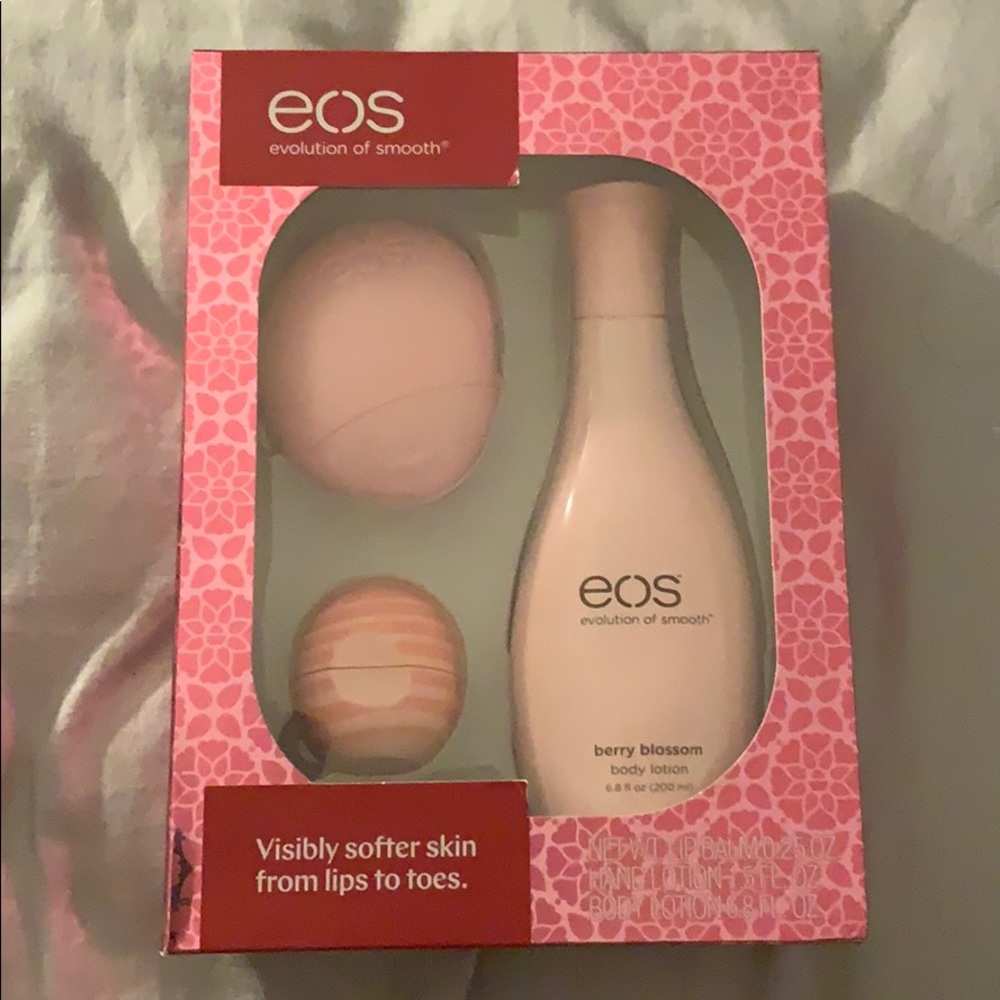 eos
evolution of smooth®
eos™
evolution of smooth™
berry blossom
body lotion
6.8 fl oz (200 ml)
Visibly softer skin
from lips to toes.
NET WT. LIP BALM 0.25 OZ
HAND LOTION 1.5 FL. OZ
BODY LOTION 6.8 FL. OZ